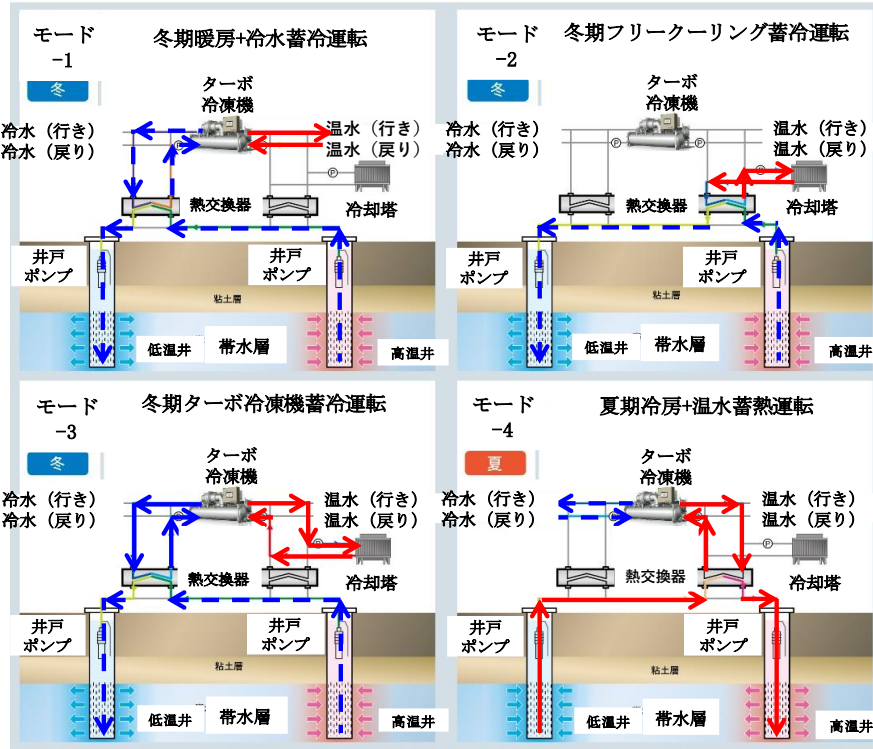 モード
-1
冬期暖房+冷水蓄冷運転
冬
ターボ
冷凍機
冷水（行き）
冷水（戻り）
温水（行き）
温水（戻り）
P
P
熱交換器
冷却塔
井戸
ポンプ
井戸
ポンプ
粘土層
低温井
帯水層
高温井
モード
-2
冬期フリークーリング蓄冷運転
冬
ターボ
冷凍機
冷水（行き）
冷水（戻り）
温水（行き）
温水（戻り）
P
P
P
熱交換器
冷却塔
井戸
ポンプ
井戸
ポンプ
粘土層
低温井
帯水層
高温井
モード
-3
冬期ターボ冷凍機蓄冷運転
冬
ターボ
冷凍機
冷水（行き）
冷水（戻り）
温水（行き）
温水（戻り）
P
P
熱交換器
冷却塔
井戸
ポンプ
井戸
ポンプ
粘土層
低温井
帯水層
高温井
モード
-4
夏期冷房+温水蓄熱運転
夏
ターボ
冷凍機
冷水（行き）
冷水（戻り）
温水（行き）
温水（戻り）
P
P
熱交換器
冷却塔
井戸
ポンプ
井戸
ポンプ
粘土層
低温井
帯水層
高温井